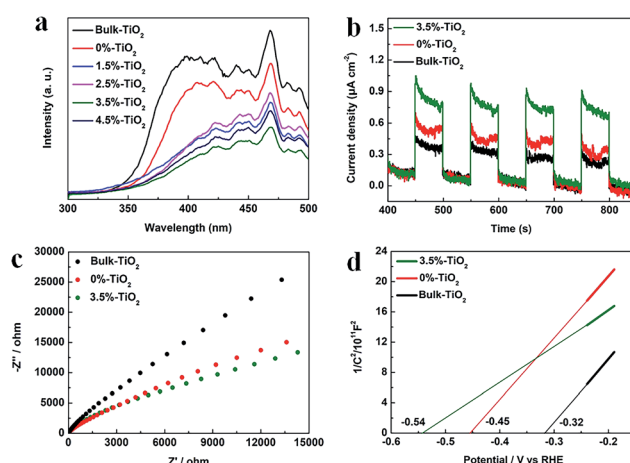 a
Bulk-TiO₂
0%-TiO₂
1.5%-TiO₂
2.5%-TiO₂
3.5%-TiO₂
4.5%-TiO₂
Intensity (a. u.)
300 350 400 450 500
Wavelength (nm)
b
3.5%-TiO₂
0%-TiO₂
Bulk-TiO₂
Current density (μA cm⁻²)
1.5
1.2
0.9
0.6
0.3
0.0
400 500 600 700 800
Time (s)
c
Bulk-TiO₂
0%-TiO₂
3.5%-TiO₂
-Z'' / ohm
30000
25000
20000
15000
10000
5000
0
0 3000 6000 9000 12000 15000
Z' / ohm
d
3.5%-TiO₂
0%-TiO₂
Bulk-TiO₂
1/C²/10¹¹F²
24
20
16
12
8
4
0
-0.54 -0.45 -0.32
-0.6 -0.5 -0.4 -0.3 -0.2
Potential / V vs RHE